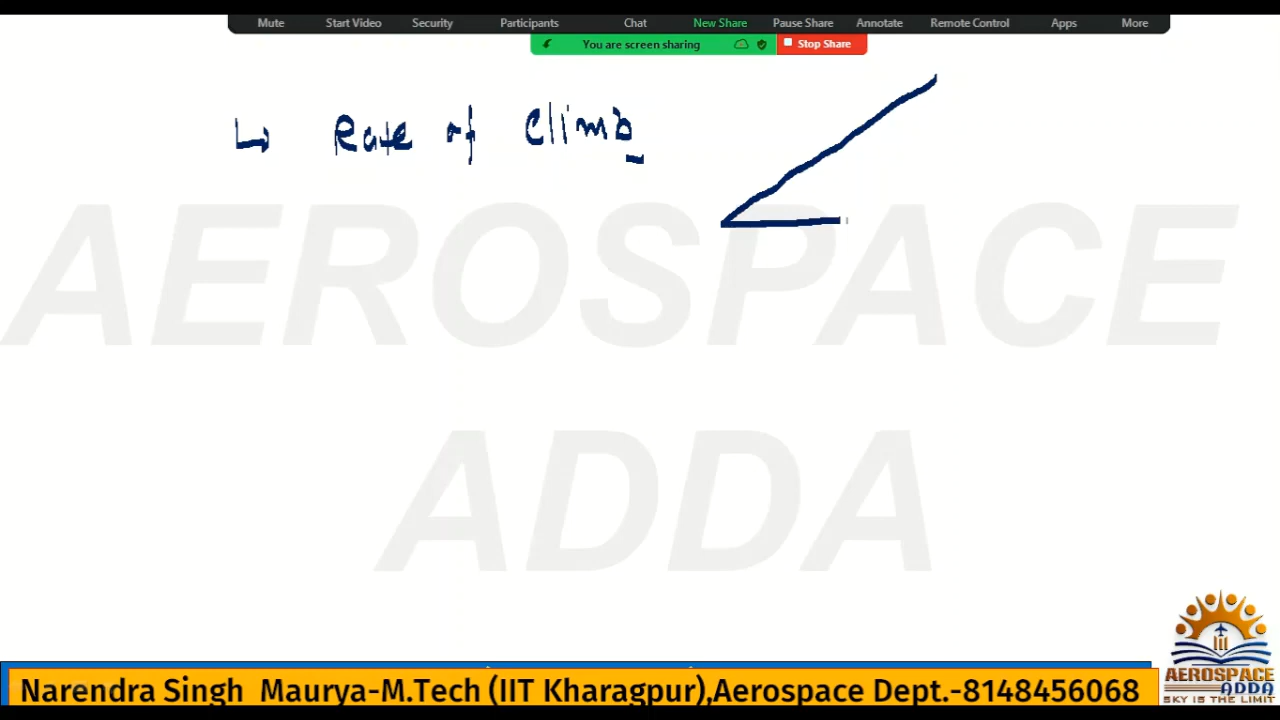 Mute Start Video Security Participants Chat New Share Pause Share Annotate Remote Control Apps More
You are screen sharing Stop Share
Rate of Climb
AEROSPACE
ADDA
Narendra Singh Maurya-M.Tech (IIT Kharagpur),Aerospace Dept.-8148456068
AEROSPACE
ADDA
SKY IS THE LIMIT